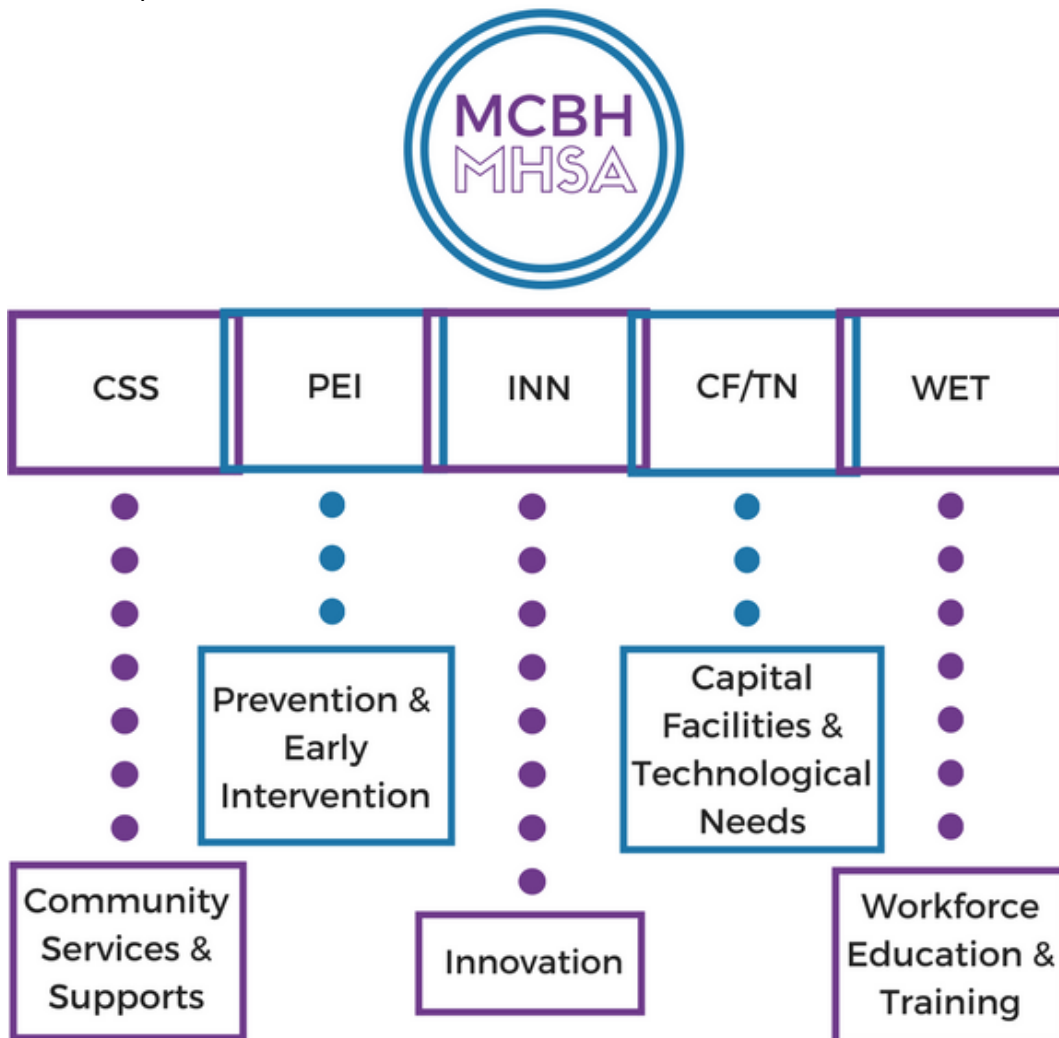 MCBH
MHSA
CSS
PEI
INN
CF/TN
WET
Prevention &
Early
Intervention
Capital
Facilities &
Technological
Needs
Community
Services &
Supports
Innovation
Workforce
Education &
Training